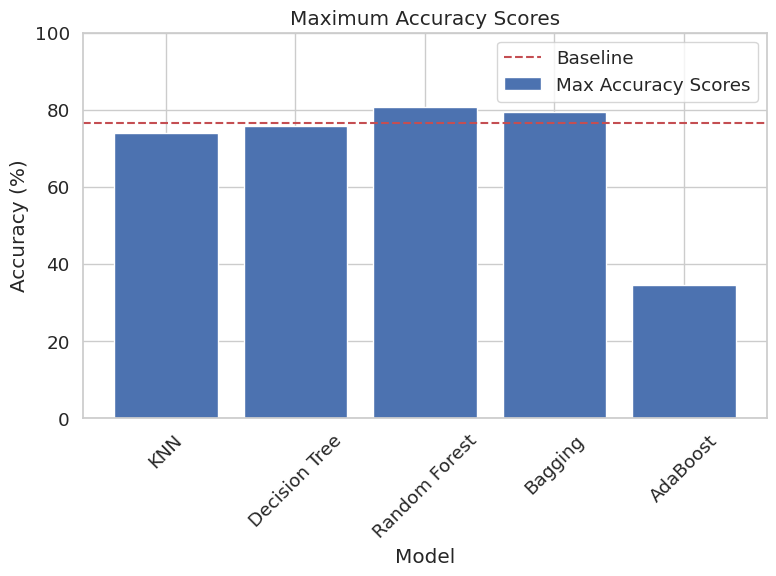 Maximum Accuracy Scores
100
80
60
40
20
0
Accuracy (%)
Baseline
Max Accuracy Scores
KNN
Decision Tree
Random Forest
Bagging
AdaBoost
Model